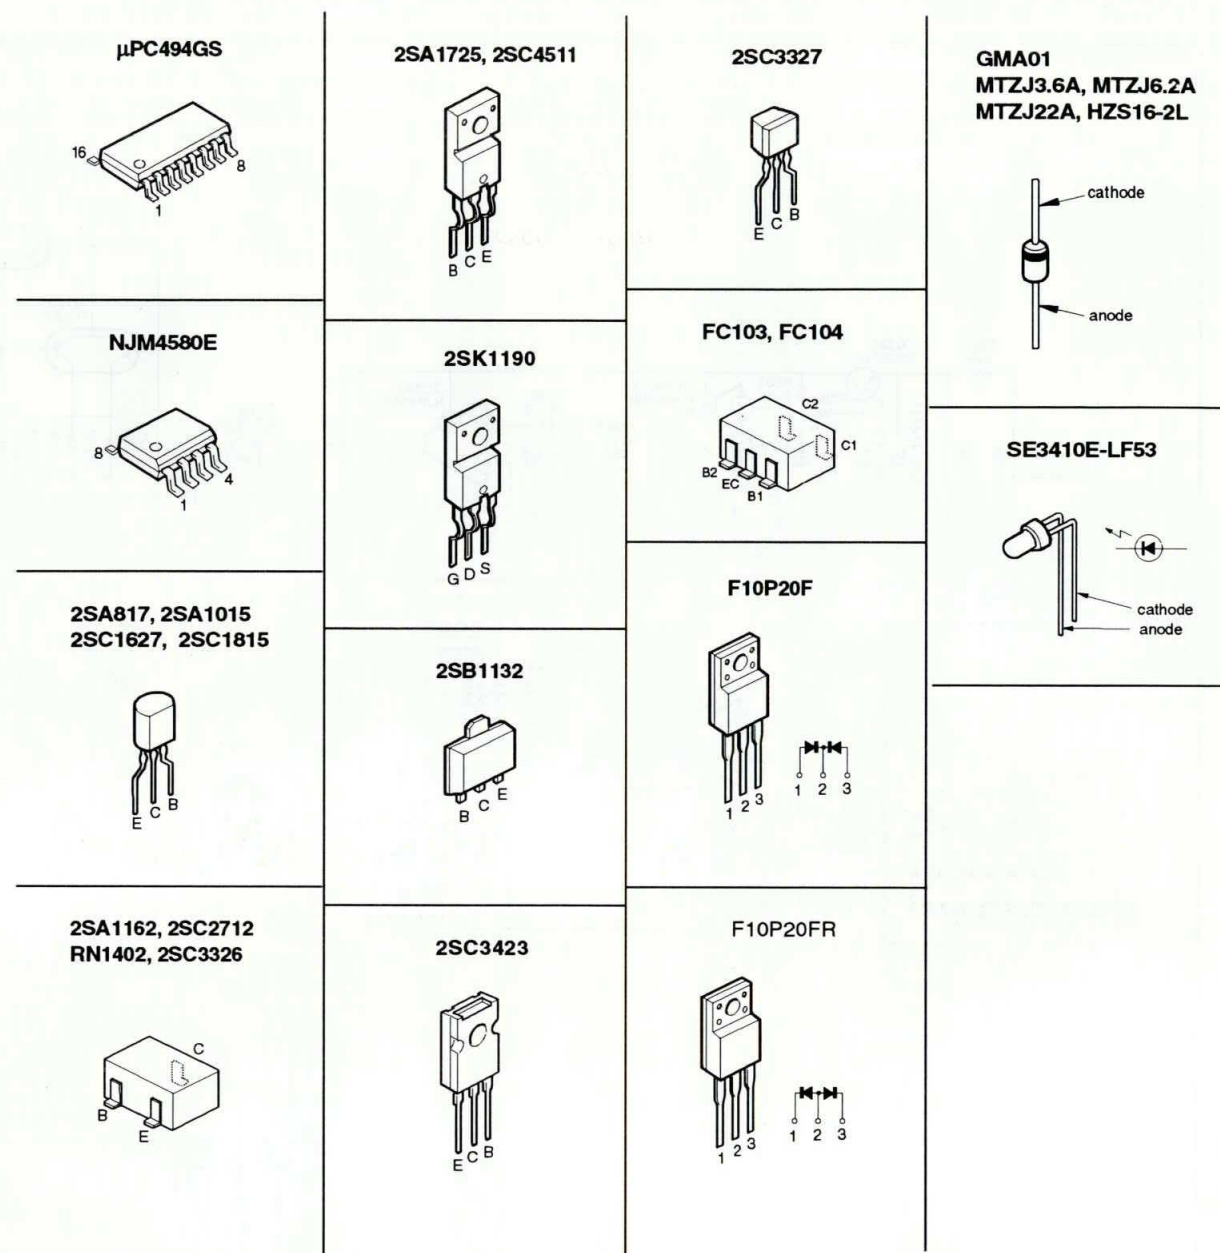 μPC494GS
16
8
1
NJM4580E
8
4
1
2SA817, 2SA1015
2SC1627, 2SC1815
E C B
2SA1162, 2SC2712
RN1402, 2SC3326
C
B
E
2SA1725, 2SC4511
B C E
2SK1190
G D S
2SB1132
B C E
2SC3423
E C B
2SC3327
E C B
FC103, FC104
C2
C1
B2
EC
B1
F10P20F
1 2 3
1 2 3
F10P20FR
1 2 3
1 2 3
GMA01
MTZJ3.6A, MTZJ6.2A
MTZJ22A, HZS16-2L
cathode
anode
SE3410E-LF53
cathode
anode